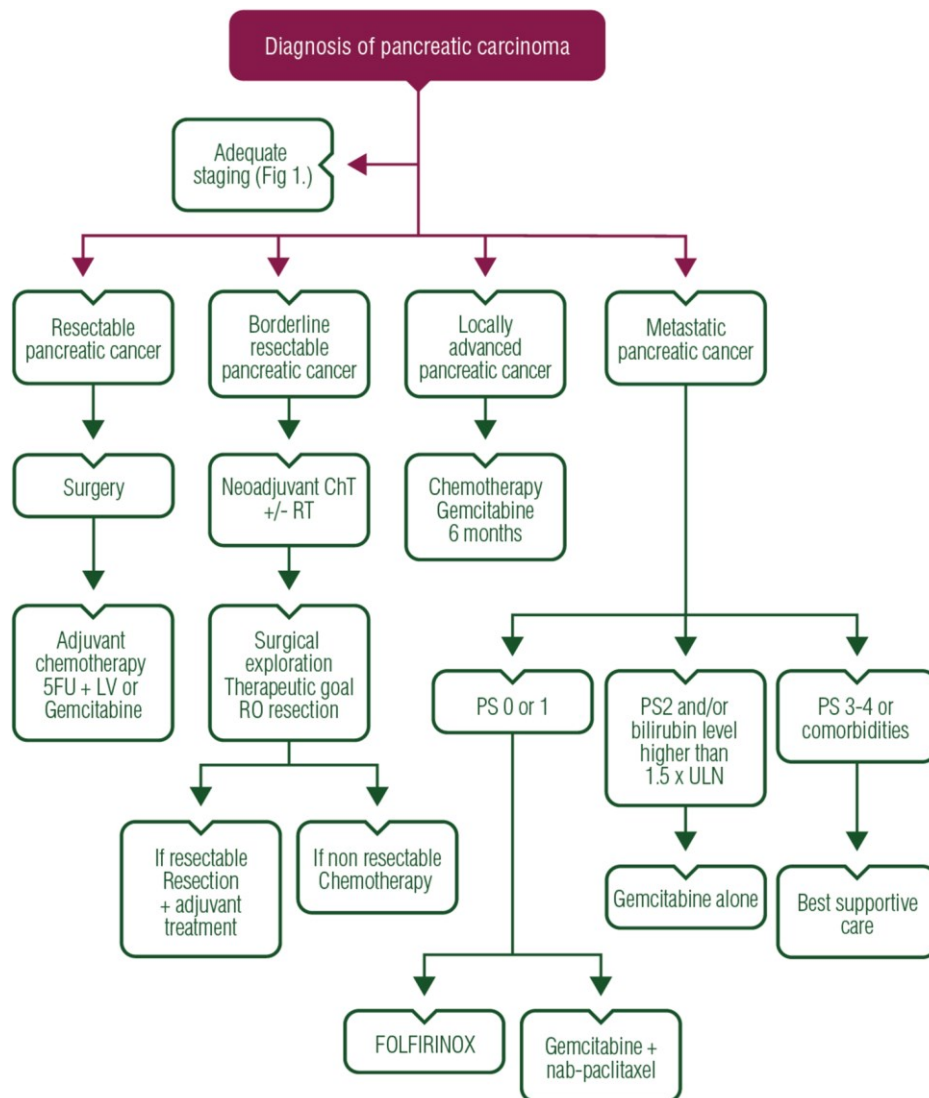 Diagnosis of pancreatic carcinoma
Adequate
staging (Fig 1.)
Resectable
pancreatic cancer
Borderline
resectable
pancreatic cancer
Locally
advanced
pancreatic cancer
Metastatic
pancreatic cancer
Surgery
Neoadjuvant ChT
+/- RT
Chemotherapy
Gemcitabine
6 months
Adjuvant
chemotherapy
5FU + LV or
Gemcitabine
Surgical
exploration
Therapeutic goal
RO resection
PS 0 or 1
PS2 and/or
bilirubin level
higher than
1.5 x ULN
PS 3-4 or
comorbidities
If resectable
Resection
+ adjuvant
treatment
If non resectable
Chemotherapy
Gemcitabine alone
Best supportive
care
FOLFIRINOX
Gemcitabine +
nab-paclitaxel